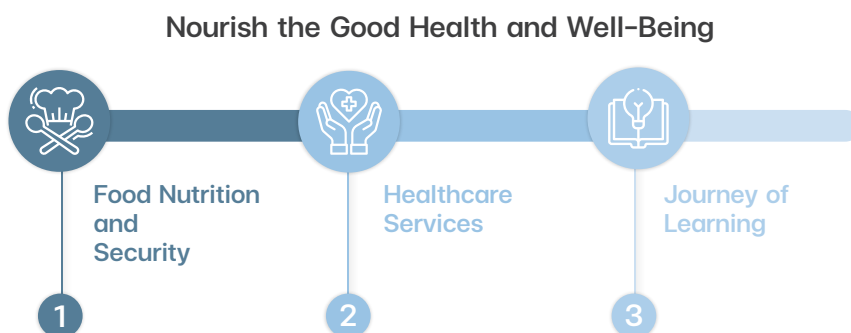 Nourish the Good Health and Well-Being
Food Nutrition
and
Security
Healthcare
Services
Journey of
Learning
1
2
3